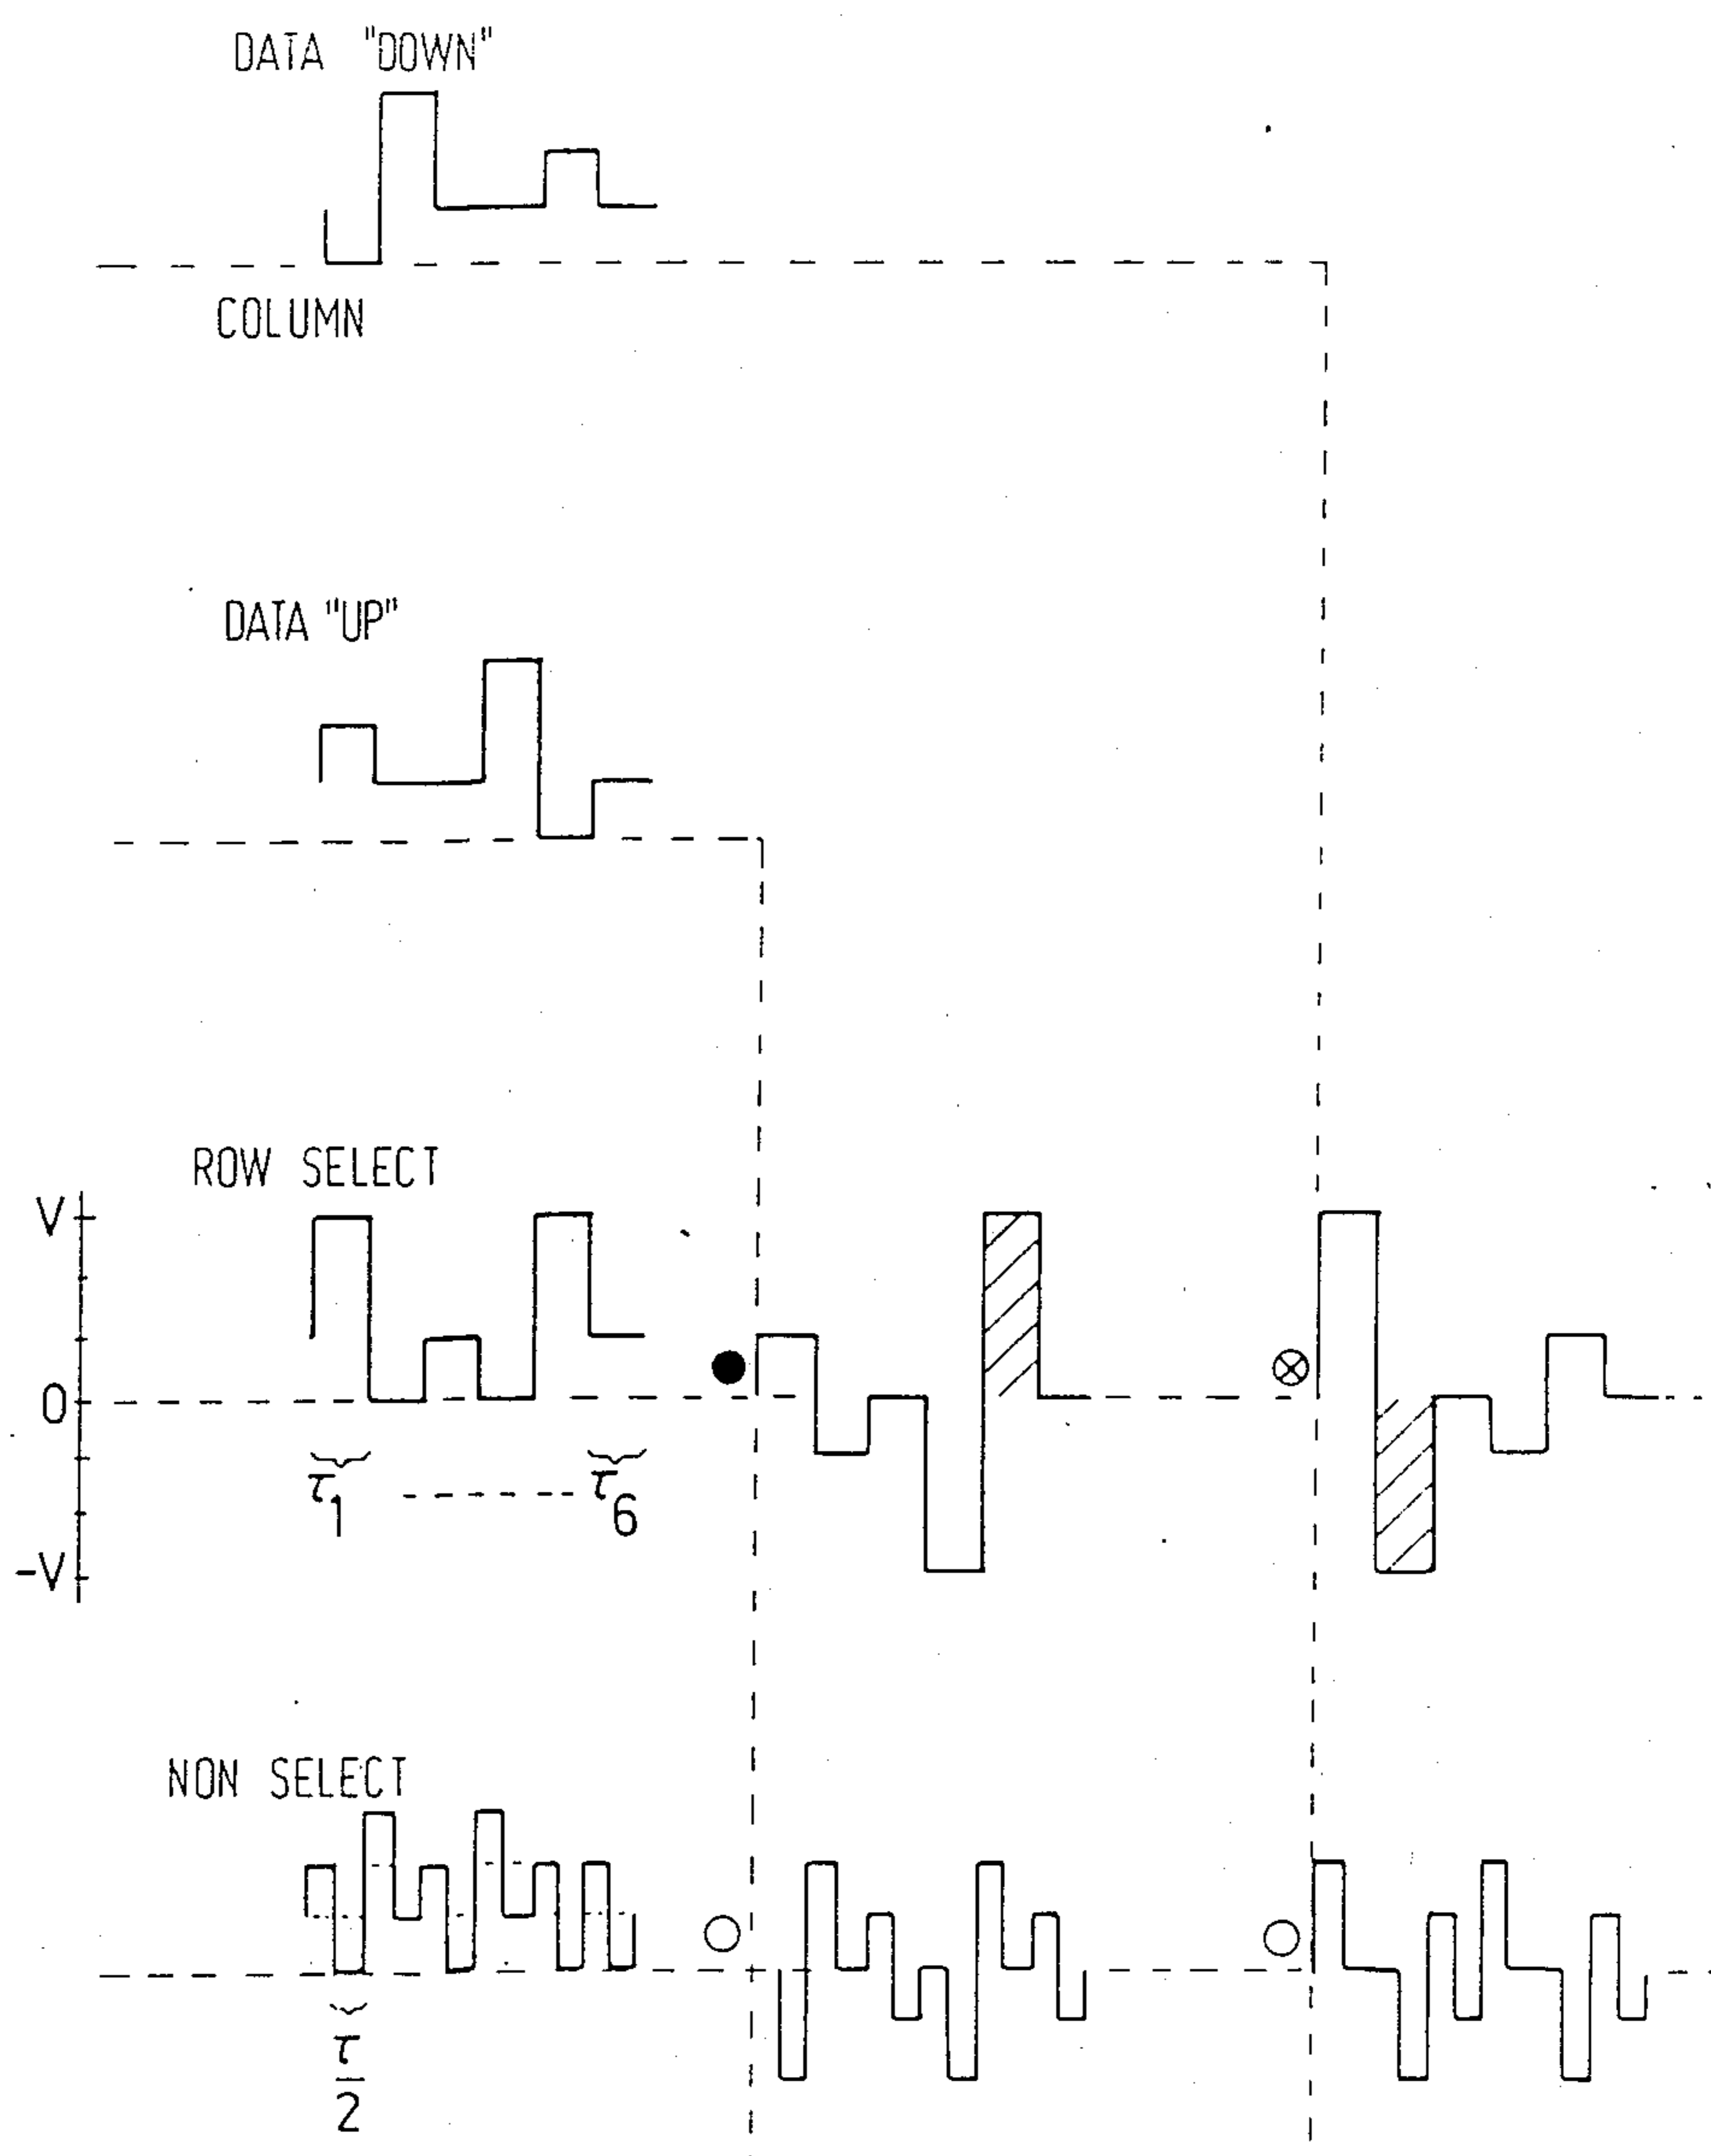 DATA "DOWN"
COLUMN
DATA "UP"
ROW SELECT
V
0
τ1 τ6
-V
NON SELECT
τ
2